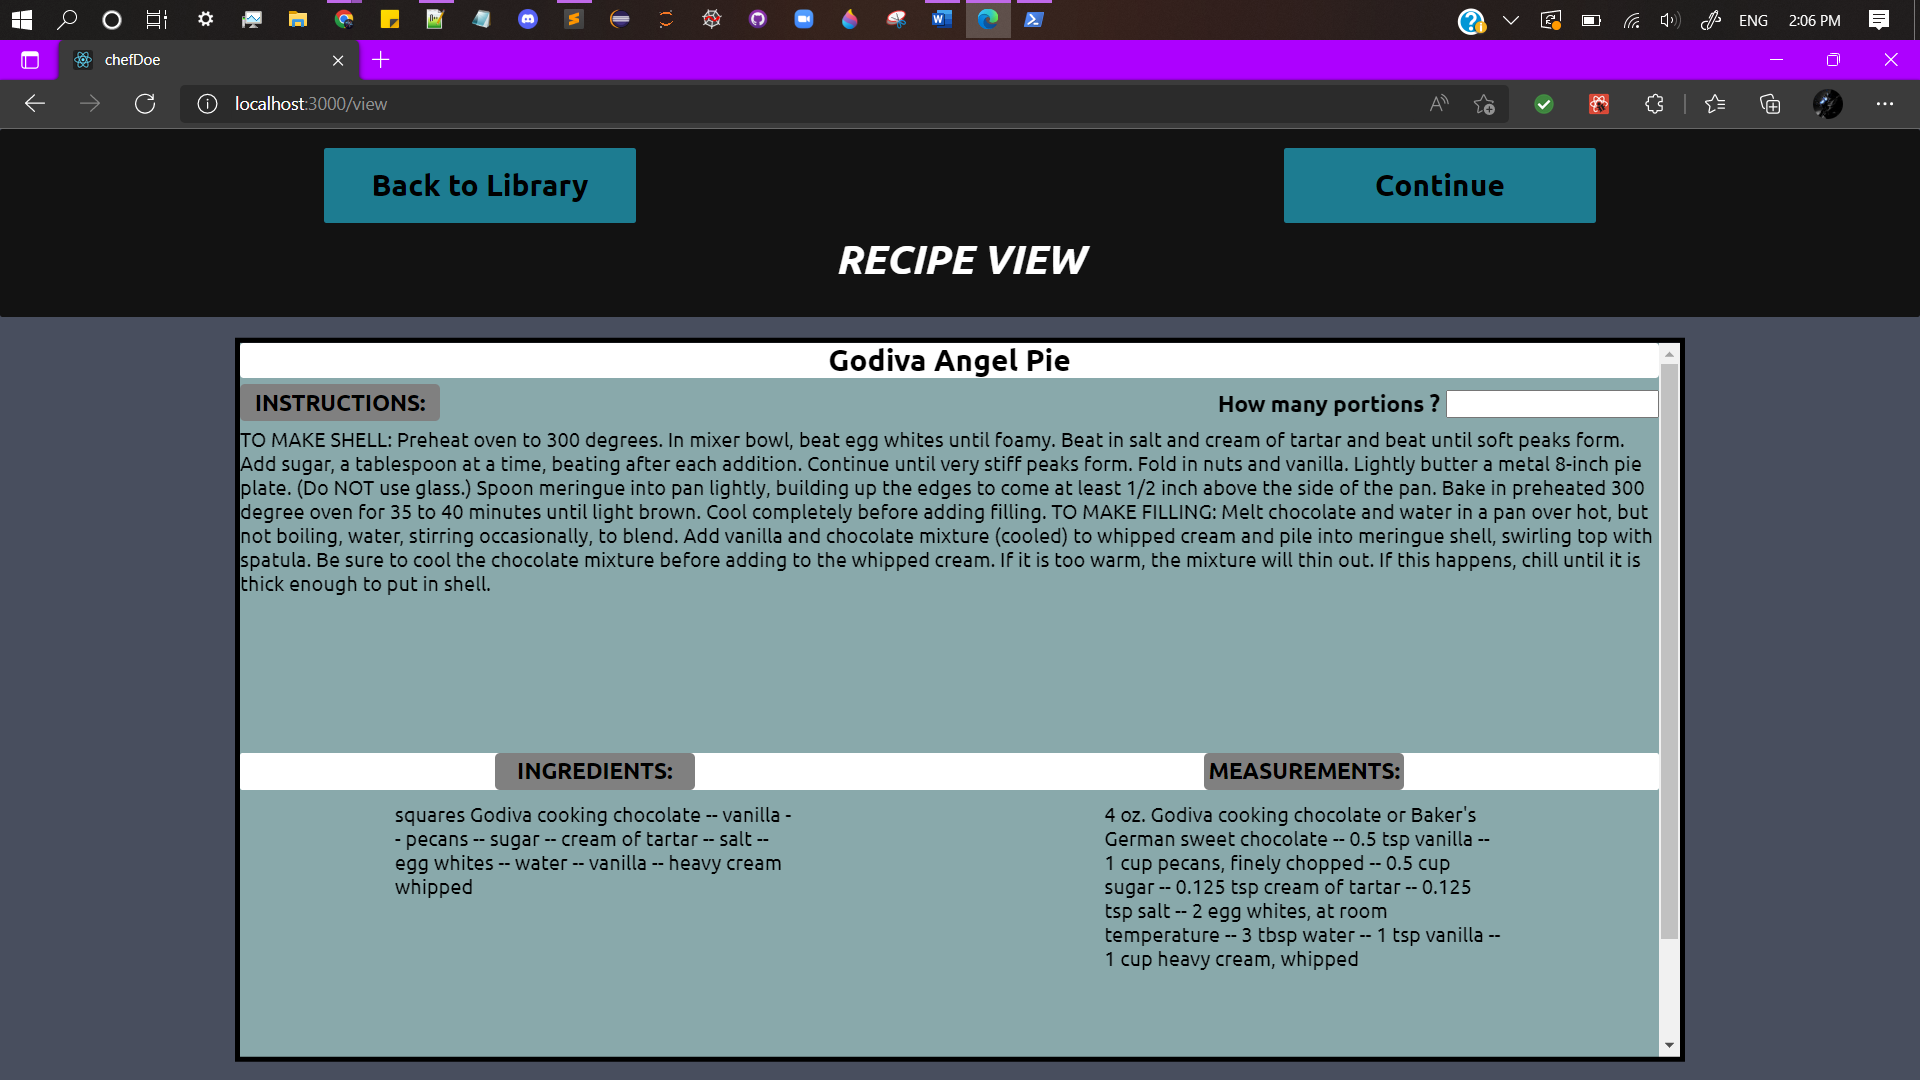 ENG 2:06 PM
chefDoe
localhost:3000/view
Back to Library
Continue
RECIPE VIEW
Godiva Angel Pie
INSTRUCTIONS:
How many portions ?
TO MAKE SHELL: Preheat oven to 300 degrees. In mixer bowl, beat egg whites until foamy. Beat in salt and cream of tartar and beat until soft peaks form.
Add sugar, a tablespoon at a time, beating after each addition. Continue until very stiff peaks form. Fold in nuts and vanilla. Lightly butter a metal 8-inch pie
plate. (Do NOT use glass.) Spoon meringue into pan lightly, building up the edges to come at least 1/2 inch above the side of the pan. Bake in preheated 300
degree oven for 35 to 40 minutes until light brown. Cool completely before adding filling. TO MAKE FILLING: Melt chocolate and water in a pan over hot, but
not boiling, water, stirring occasionally, to blend. Add vanilla and chocolate mixture (cooled) to whipped cream and pile into meringue shell, swirling top with
spatula. Be sure to cool the chocolate mixture before adding to the whipped cream. If it is too warm, the mixture will thin out. If this happens, chill until it is
thick enough to put in shell.
INGREDIENTS:
squares Godiva cooking chocolate -- vanilla -
- pecans -- sugar -- cream of tartar -- salt --
egg whites -- water -- vanilla -- heavy cream
whipped
MEASUREMENTS:
4 oz. Godiva cooking chocolate or Baker's
German sweet chocolate -- 0.5 tsp vanilla --
1 cup pecans, finely chopped -- 0.5 cup
sugar -- 0.125 tsp cream of tartar -- 0.125
tsp salt -- 2 egg whites, at room
temperature -- 3 tbsp water -- 1 tsp vanilla --
1 cup heavy cream, whipped